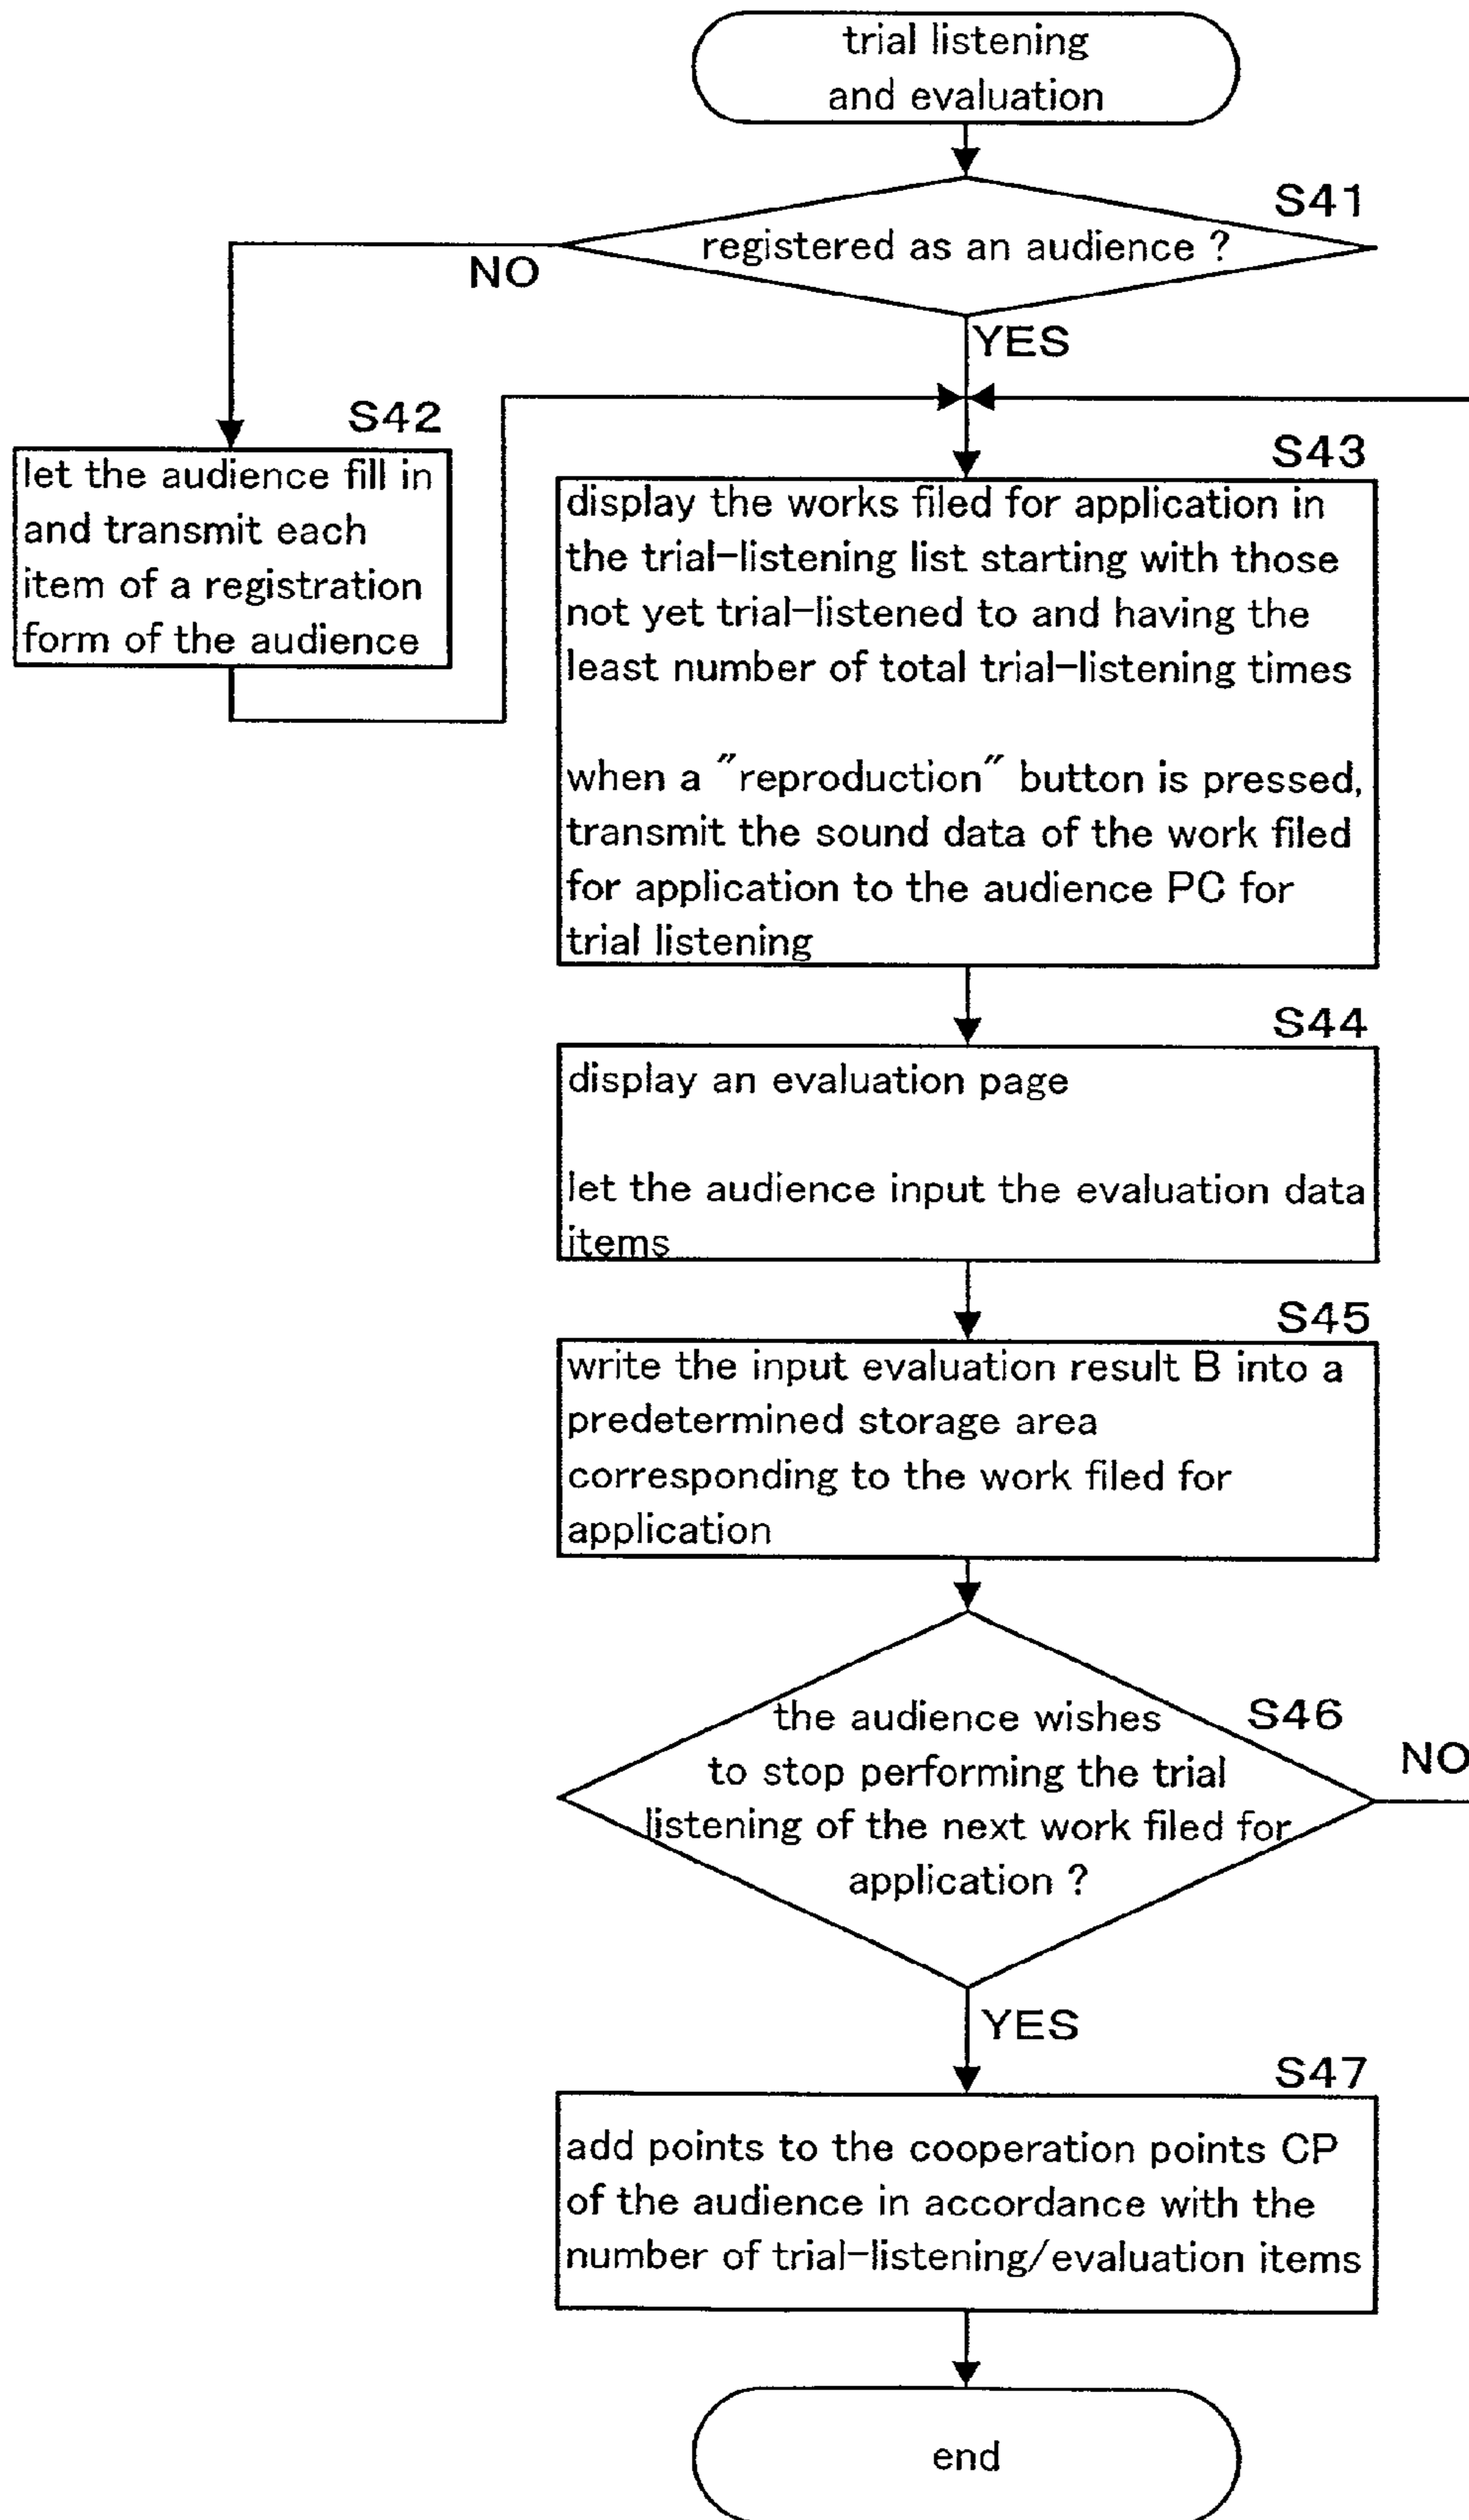 trial listening
and evaluation
S41
registered as an audience ?
NO
YES
S42
let the audience fill in
and transmit each
item of a registration
form of the audience
S43
display the works filed for application in
the trial-listening list starting with those
not yet trial-listened to and having the
least number of total trial-listening times
when a "reproduction" button is pressed,
transmit the sound data of the work filed
for application to the audience PC for
trial listening
S44
display an evaluation page
let the audience input the evaluation data
items
S45
write the input evaluation result B into a
predetermined storage area
corresponding to the work filed for
application
S46
the audience wishes
to stop performing the trial
listening of the next work filed for
application ?
NO
YES
S47
add points to the cooperation points CP
of the audience in accordance with the
number of trial-listening/evaluation items
end